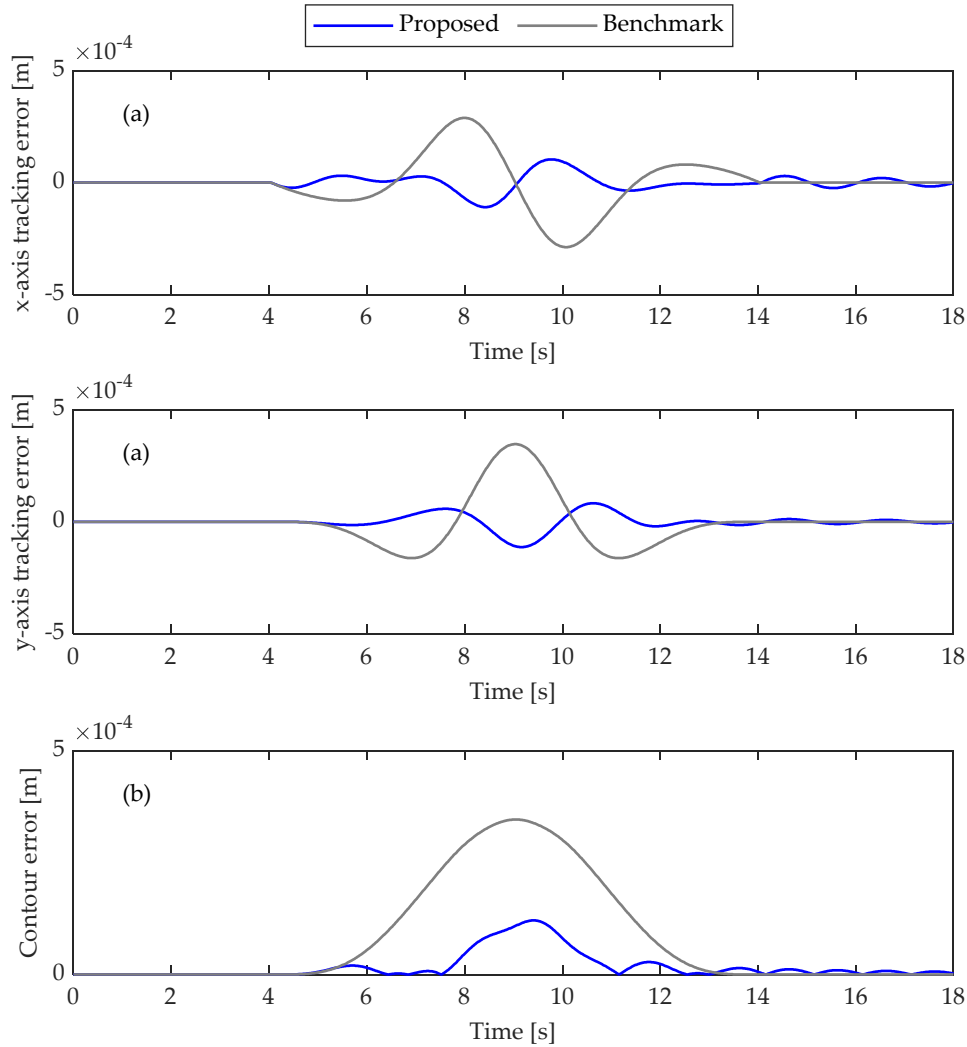 Proposed Benchmark
×10-4
5
0
-5
x-axis tracking error [m]
(a)
0 2 4 6 8 10 12 14 16 18
Time [s]
×10-4
5
0
-5
y-axis tracking error [m]
(a)
0 2 4 6 8 10 12 14 16 18
Time [s]
×10-4
5
0
Contour error [m]
(b)
0 2 4 6 8 10 12 14 16 18
Time [s]